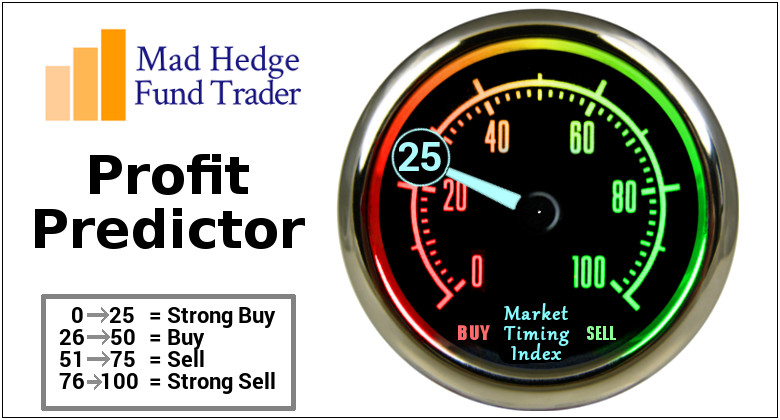 Mad Hedge
Fund Trader
Profit
Predictor
0→25 = Strong Buy
26→50 = Buy
51→75 = Sell
76→100 = Strong Sell
40
60
25
20
80
0
100
Market
BUY Timing SELL
Index